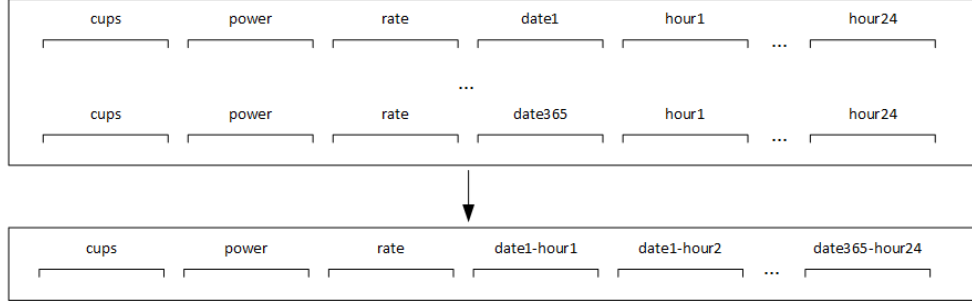 cups power rate date1 hour1 ... hour24
...
cups power rate date365 hour1 ... hour24
cups power rate date1-hour1 date1-hour2 ... date365-hour24